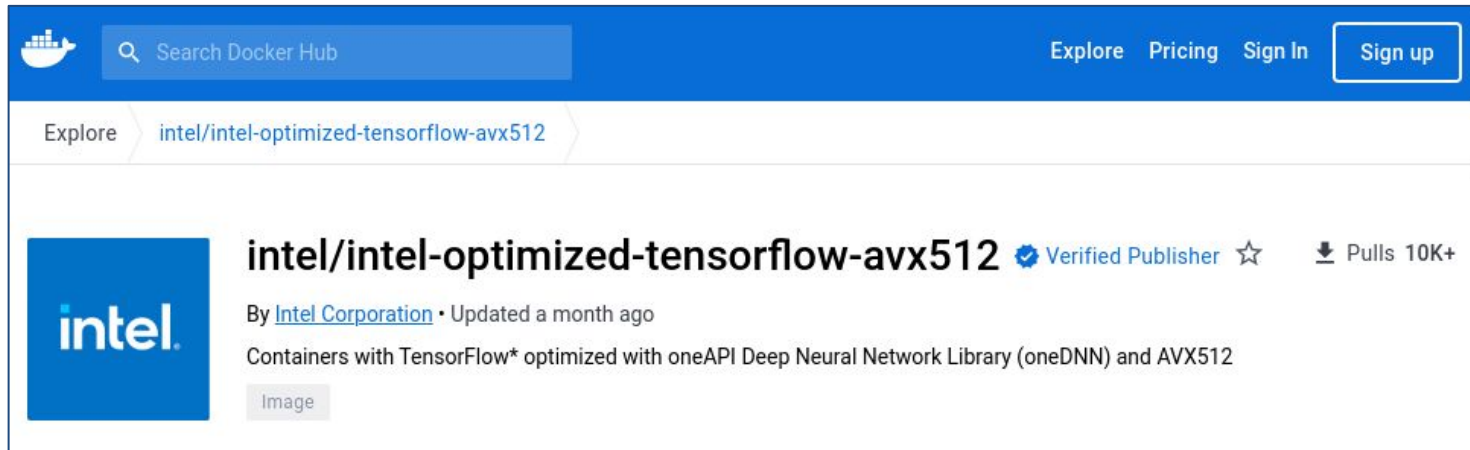 Search Docker Hub
Explore Pricing Sign In Sign up
Explore intel/intel-optimized-tensorflow-avx512
intel/intel-optimized-tensorflow-avx512 Verified Publisher Pulls 10K+
intel.
By Intel Corporation • Updated a month ago
Containers with TensorFlow* optimized with oneAPI Deep Neural Network Library (oneDNN) and AVX512
Image